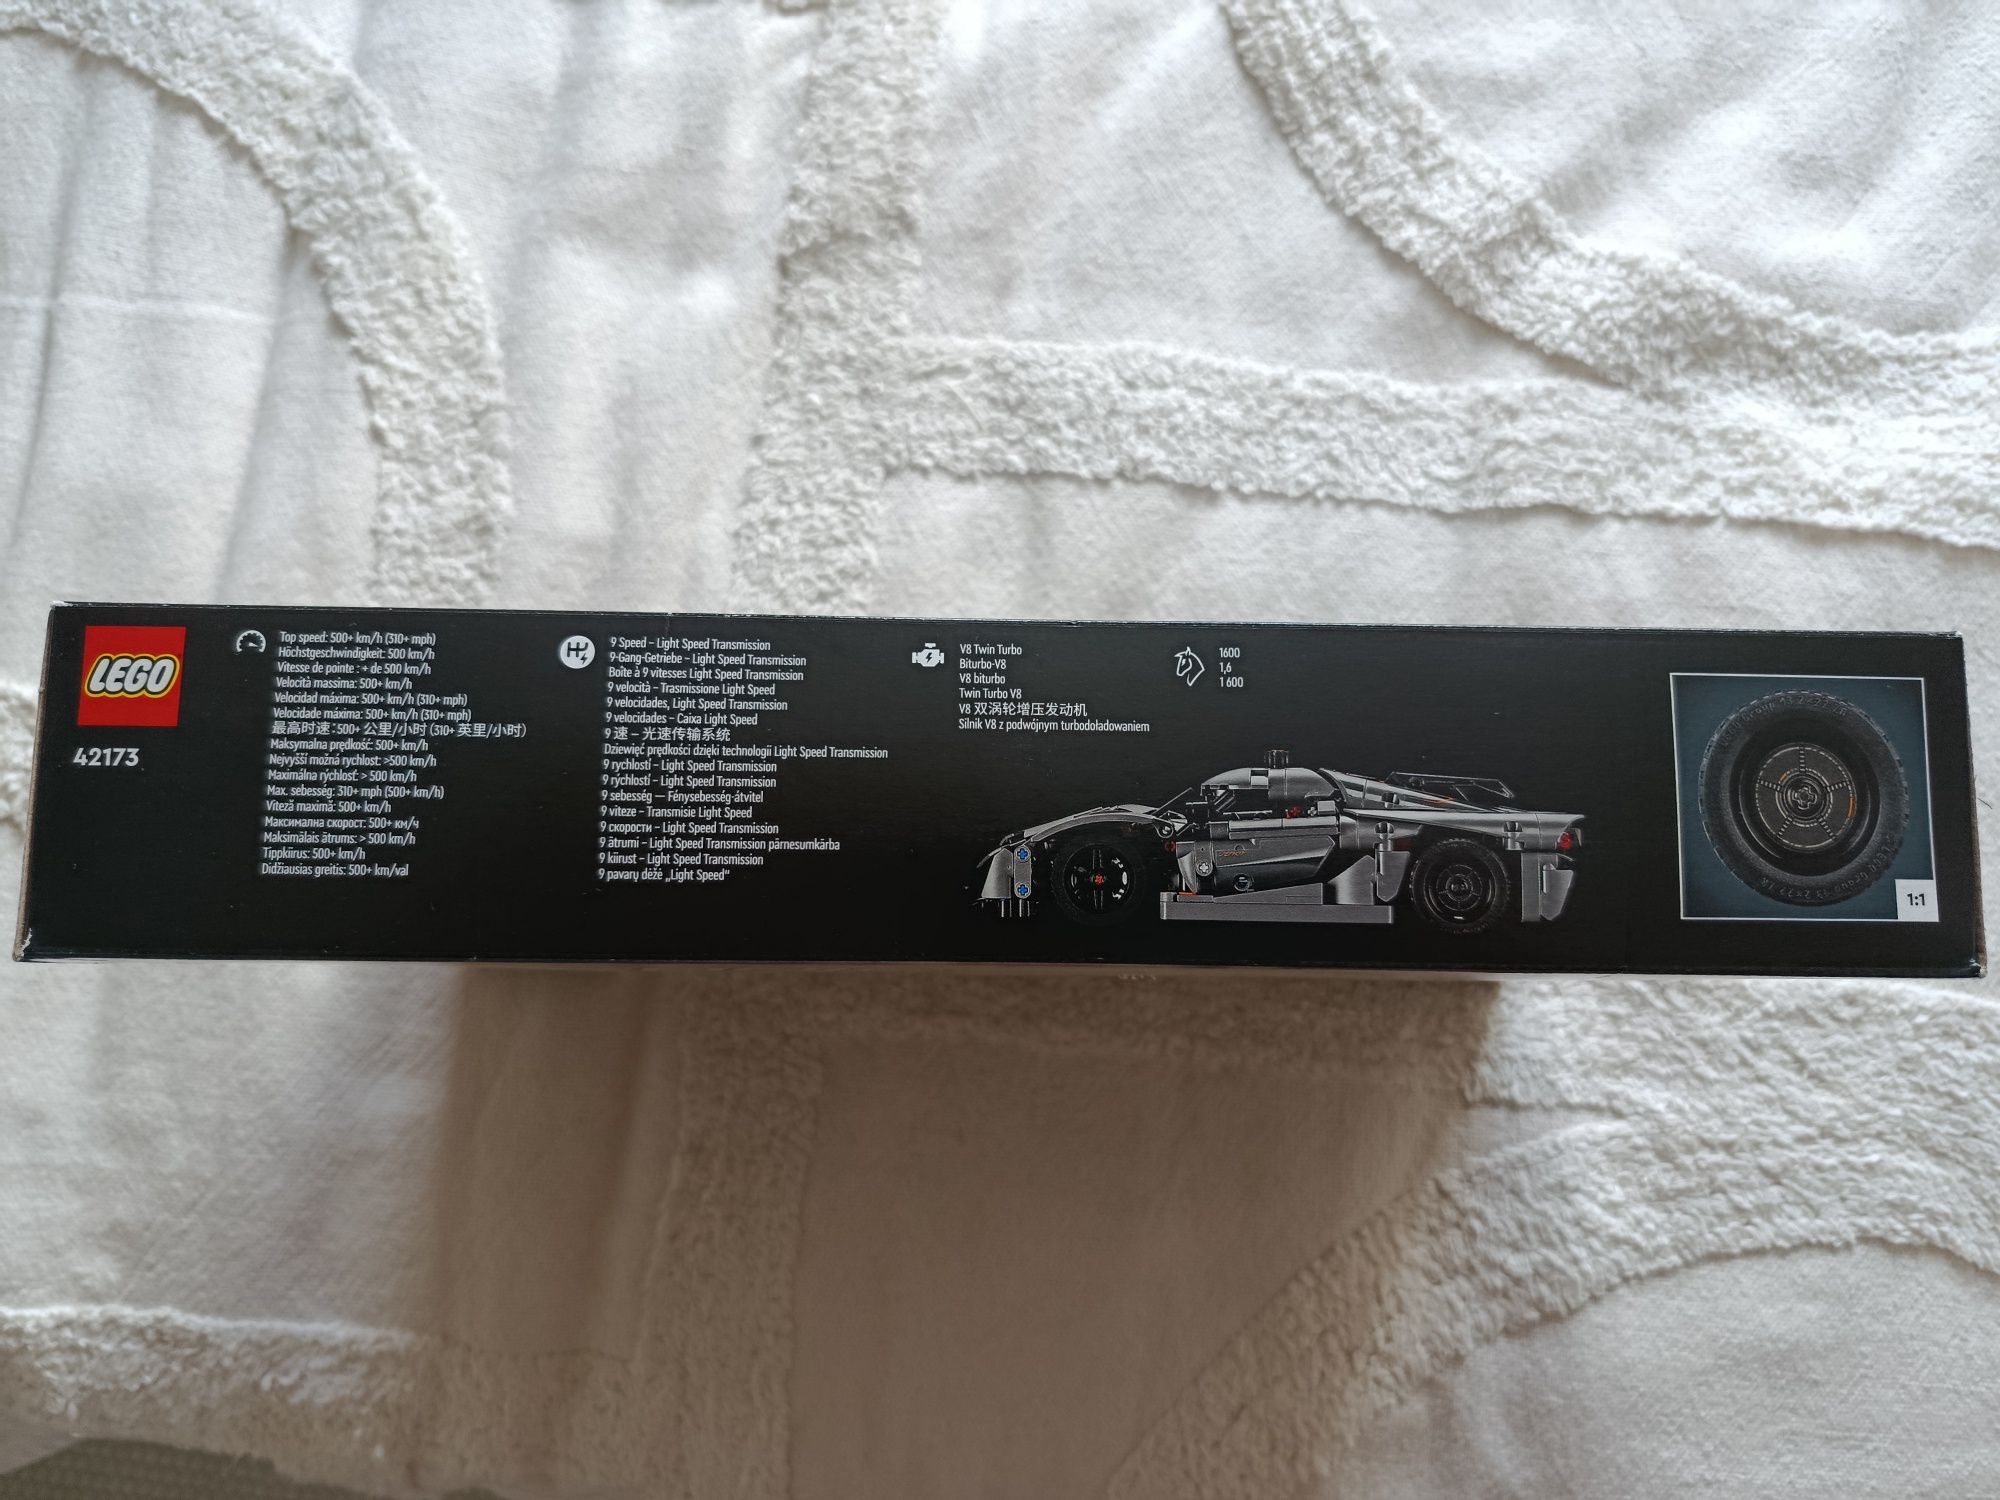 LEGO
42173
Top speed: 500+ km/h (310+ mph)
Höchstgeschwindigkeit: 500 km/h
Vitesse de pointe : + de 500 km/h
Velocità massima: 500+ km/h
Velocidad máxima: 500+ km/h (310+ mph)
Velocidade máxima: 500+ km/h (310+ mph)
最高时速：500+ 公里/小时（310+ 英里/小时）
Maksymalna prędkość: 500+ km/h
Nejvyšší možná rychlost: >500 km/h
Maximálna rýchlosť: > 500 km/h
Max. sebesség: 310+ mph (500+ km/h)
Viteză maximă: 500+ km/h
Максимална скорост: 500+ км/ч
Maksimālais ātrums: > 500 km/h
Tippkiirus: 500+ km/h
Didžiausias greitis: 500+ km/val
9 Speed – Light Speed Transmission
9-Gang-Getriebe – Light Speed Transmission
Boîte à 9 vitesses Light Speed Transmission
9 velocità – Trasmissione Light Speed
9 velocidades, Light Speed Transmission
9 velocidades – Caixa Light Speed
9 速 – 光速传输系统
Dziewięć prędkości dzięki technologii Light Speed Transmission
9 rychlostí – Light Speed Transmission
9 rýchlostí – Light Speed Transmission
9 sebesség — Fénysebesség-átvitel
9 viteze – Transmisie Light Speed
9 скорости – Light Speed Transmission
9 ātrumi – Light Speed Transmission pārnesumkārba
9 kiirust – Light Speed Transmission
9 pavarų dėžė „Light Speed“
V8 Twin Turbo
Biturbo-V8
V8 biturbo
Twin Turbo V8
V8 双涡轮增压发动机
Silnik V8 z podwójnym turbodoładowaniem
1600
1,6
1 600
1:1